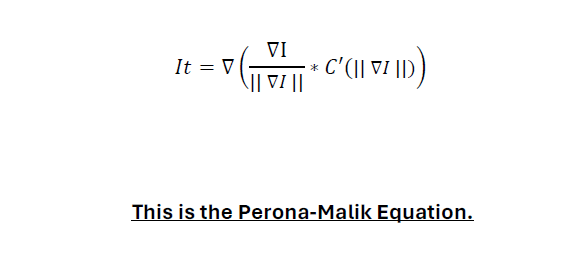 It = ∇(∇I / || ∇I || * C′(|| ∇I ||))
This is the Perona-Malik Equation.